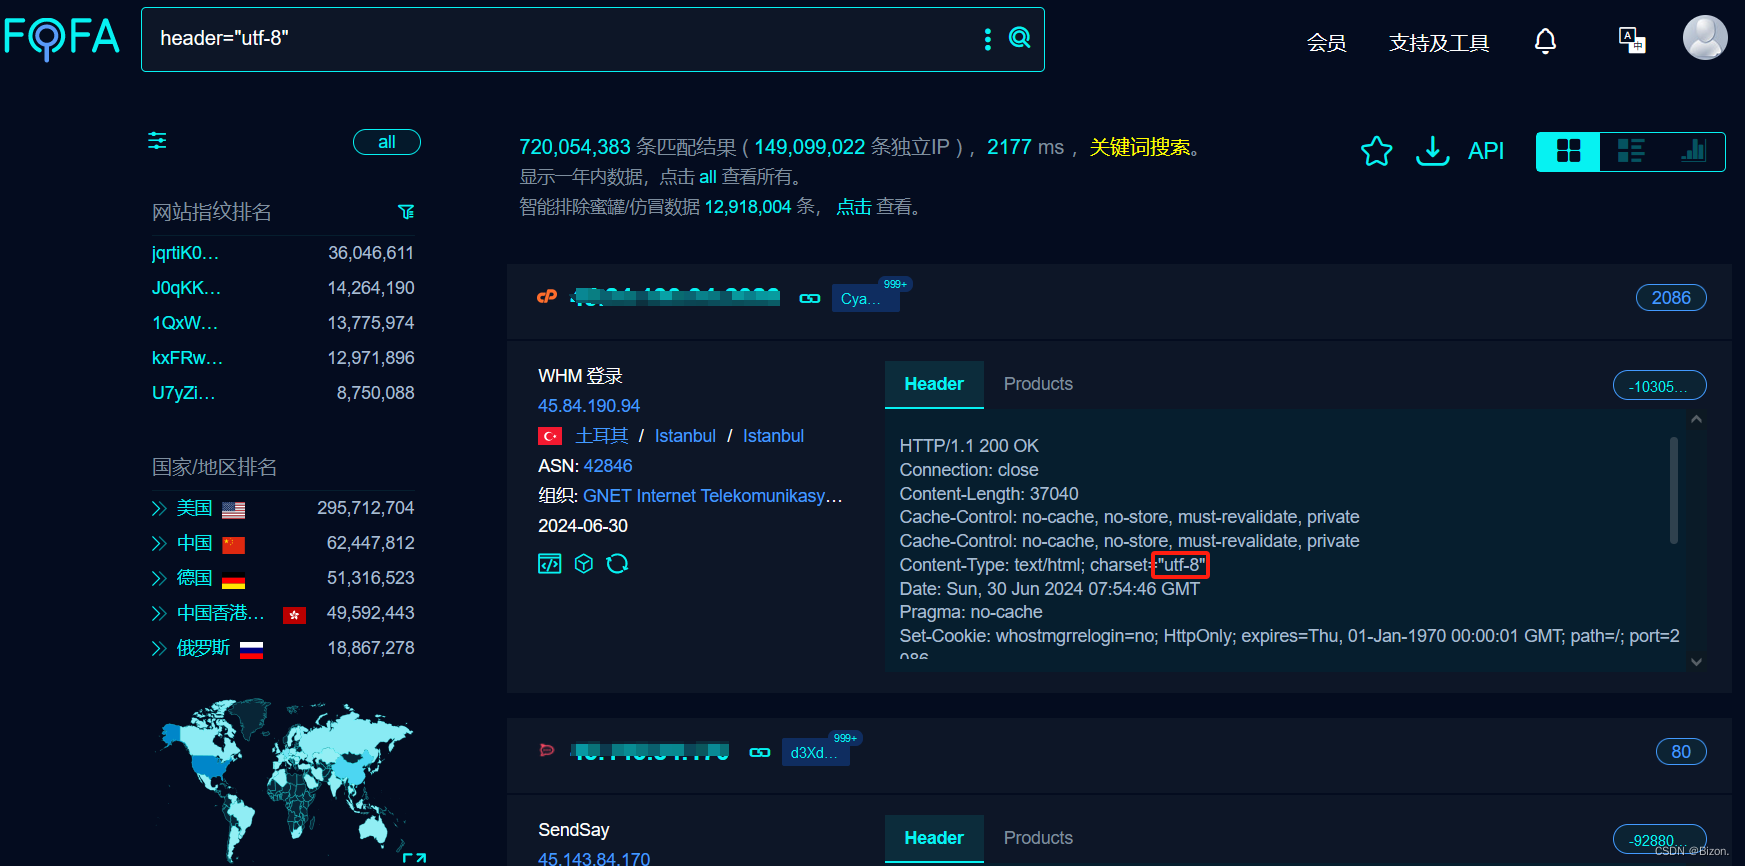 FOFA
header="utf-8"
会员
支持及工具
all
720,054,383 条匹配结果 ( 149,099,022 条独立IP ) ， 2177 ms ， 关键词搜索。
API
显示一年内数据，点击 all 查看所有。
智能排除蜜罐/仿冒数据 12,918,004 条， 点击 查看。
网站指纹排名
jqrtiK0... 36,046,611
J0qKK... 14,264,190
1QxW... 13,775,974
kxFRw... 12,971,896
U7yZi... 8,750,088
国家/地区排名
美国 295,712,704
中国 62,447,812
德国 51,316,523
中国香港... 49,592,443
俄罗斯 18,867,278
Cya...
999+
2086
WHM 登录
45.84.190.94
土耳其 / Istanbul / Istanbul
ASN: 42846
组织: GNET Internet Telekomunikasy...
2024-06-30
Header
Products
-10305...
HTTP/1.1 200 OK
Connection: close
Content-Length: 37040
Cache-Control: no-cache, no-store, must-revalidate, private
Cache-Control: no-cache, no-store, must-revalidate, private
Content-Type: text/html; charset="utf-8"
Date: Sun, 30 Jun 2024 07:54:46 GMT
Pragma: no-cache
Set-Cookie: whostmgrrelogin=no; HttpOnly; expires=Thu, 01-Jan-1970 00:00:01 GMT; path=/; port=2
086
d3Xd...
999+
80
SendSay
45.143.84.170
Header
Products
-92880...
CSDN @Bizon.